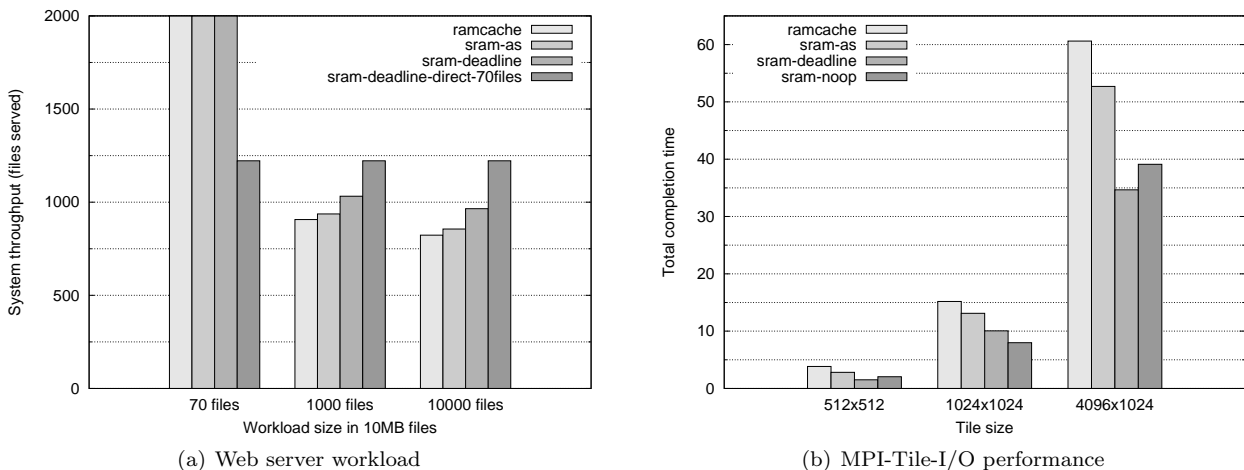 2000
1500
1000
500
0
System throughput (files served)
ramcache
sram-as
sram-deadline
sram-deadline-direct-70files
70 files
1000 files
10000 files
Workload size in 10MB files
(a) Web server workload
60
50
40
30
20
10
0
Total completion time
ramcache
sram-as
sram-deadline
sram-noop
512x512
1024x1024
4096x1024
Tile size
(b) MPI-Tile-I/O performance